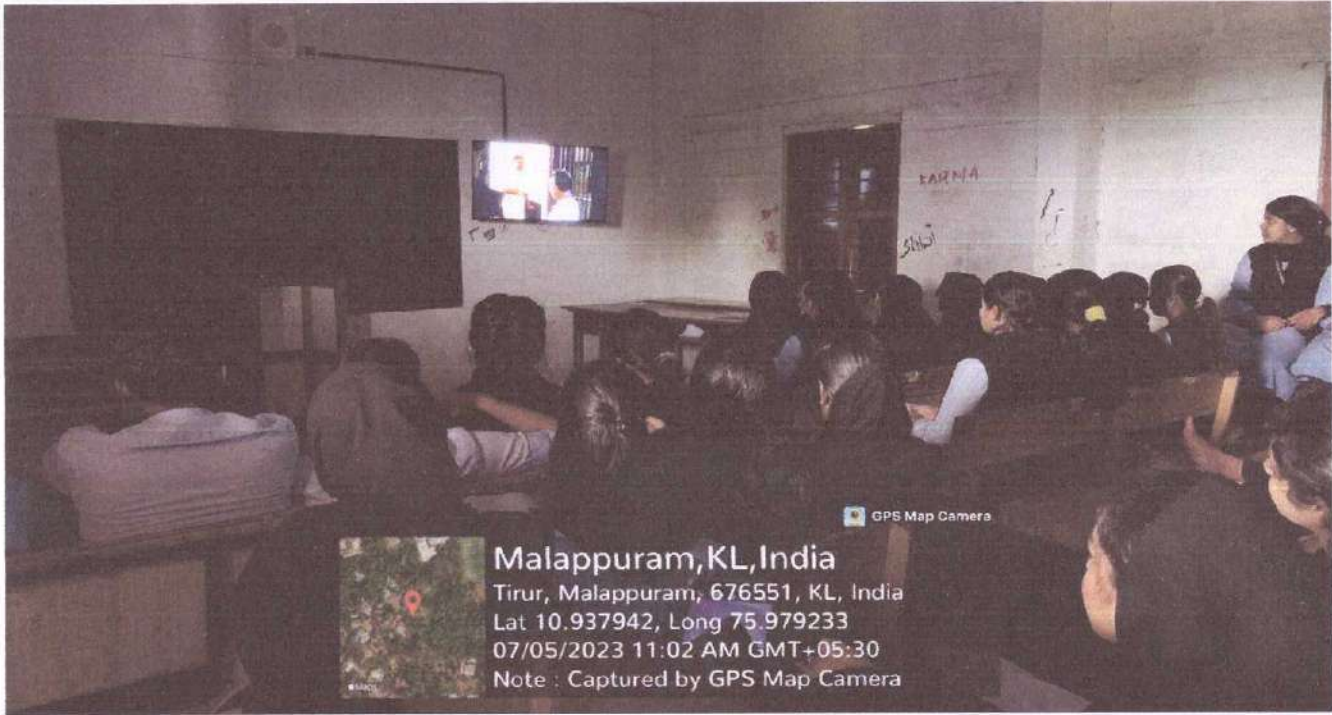 KARNA
GPS Map Camera
Malappuram,KL,India
Tirur, Malappuram, 676551, KL, India
Lat 10.937942, Long 75.979233
07/05/2023 11:02 AM GMT+05:30
Note : Captured by GPS Map Camera